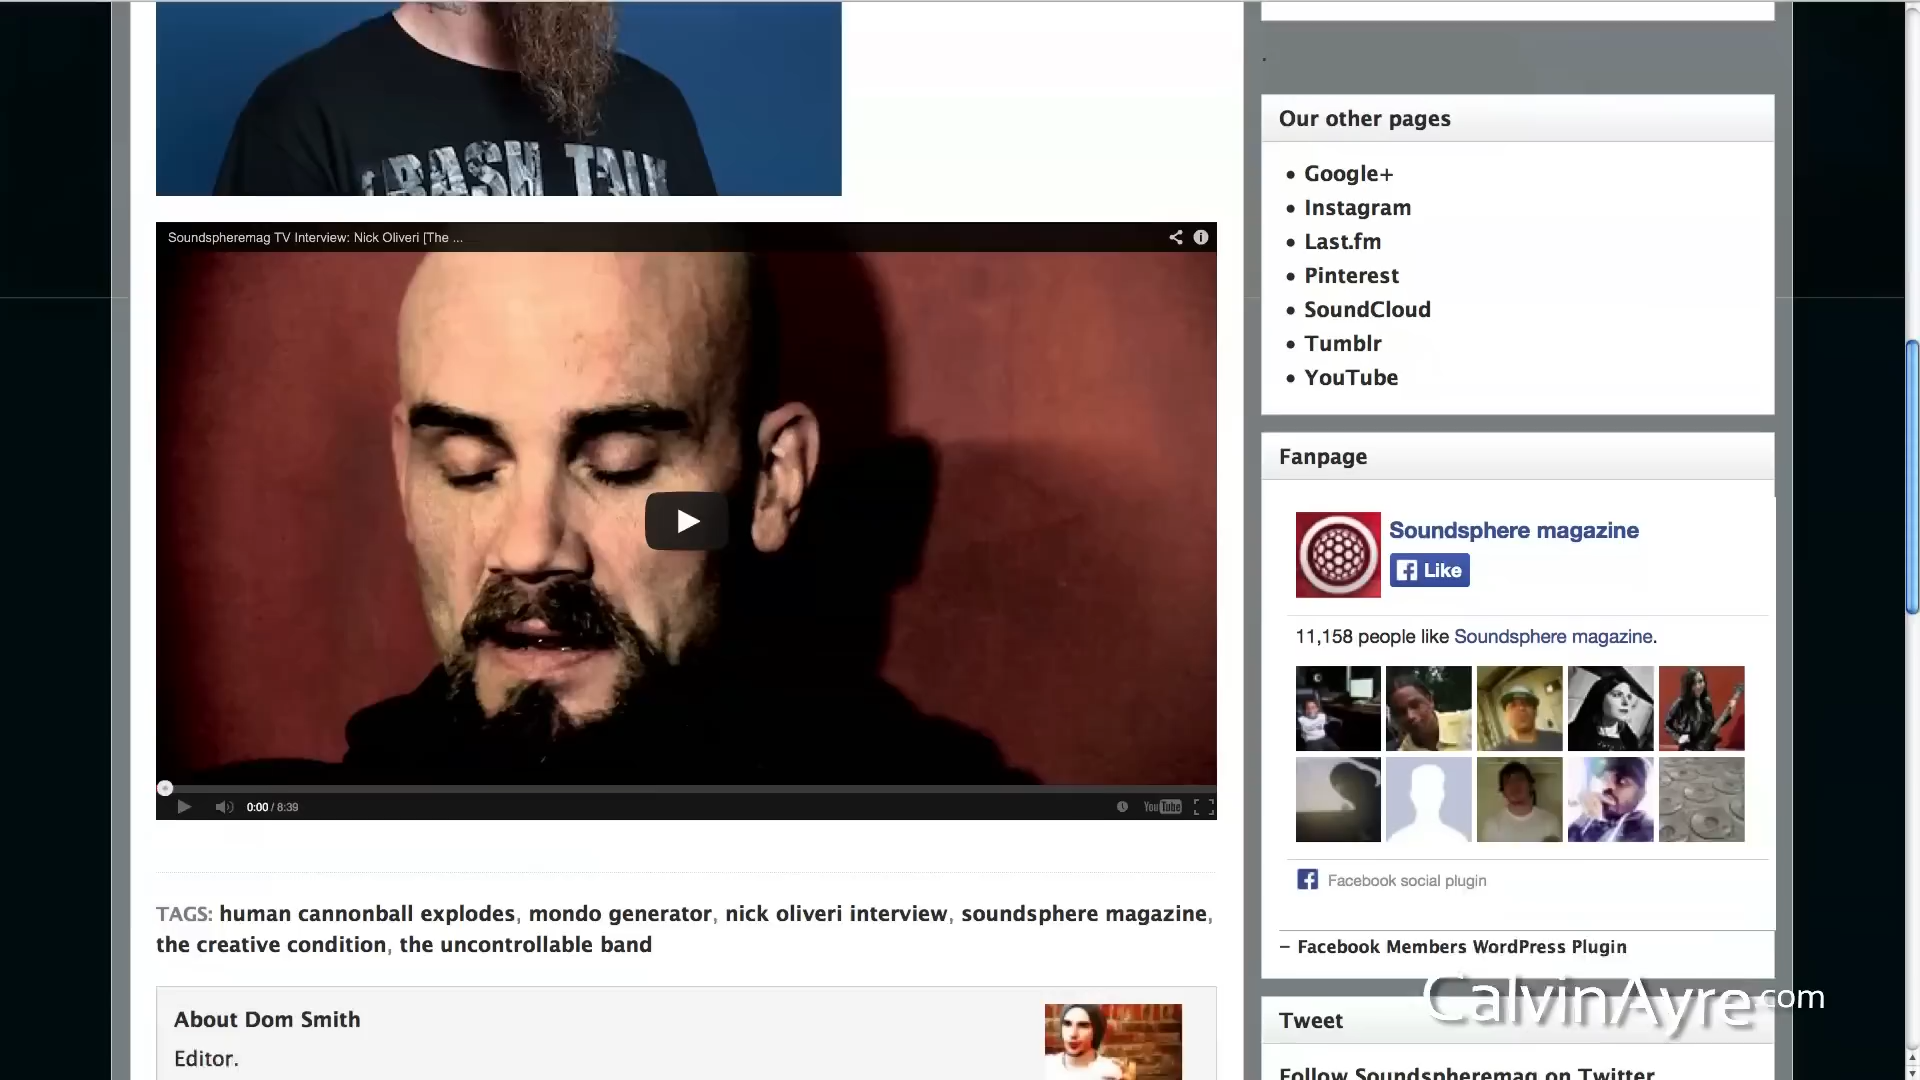 TRASH TALK
Soundspheremag TV Interview: Nick Oliveri [The ...
0:00 / 8:39
YouTube
TAGS: human cannonball explodes, mondo generator, nick oliveri interview, soundsphere magazine,
the creative condition, the uncontrollable band
About Dom Smith
Editor.
Our other pages
• Google+
• Instagram
• Last.fm
• Pinterest
• SoundCloud
• Tumblr
• YouTube
Fanpage
Soundsphere magazine
Like
11,158 people like Soundsphere magazine.
Facebook social plugin
– Facebook Members WordPress Plugin
CalvinAyre.com
Tweet
Follow Soundspheremag on Twitter